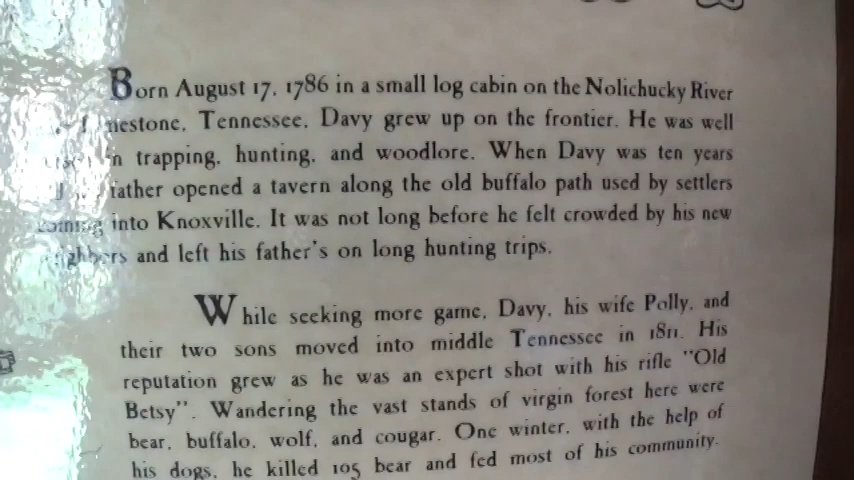 Born August 17, 1786 in a small log cabin on the Nolichucky River
Tennessee, Davy grew up on the frontier. He was well
in trapping, hunting, and woodlore. When Davy was ten years
father opened a tavern along the old buffalo path used by settlers
coming into Knoxville. It was not long before he felt crowded by his new
neighbors and left his father's on long hunting trips.
While seeking more game, Davy, his wife Polly, and
their two sons moved into middle Tennessee in 1811. His
reputation grew as he was an expert shot with his rifle "Old
Betsy". Wandering the vast stands of virgin forest here were
bear, buffalo, wolf, and cougar. One winter, with the help of
his dogs, he killed 105 bear and fed most of his community.